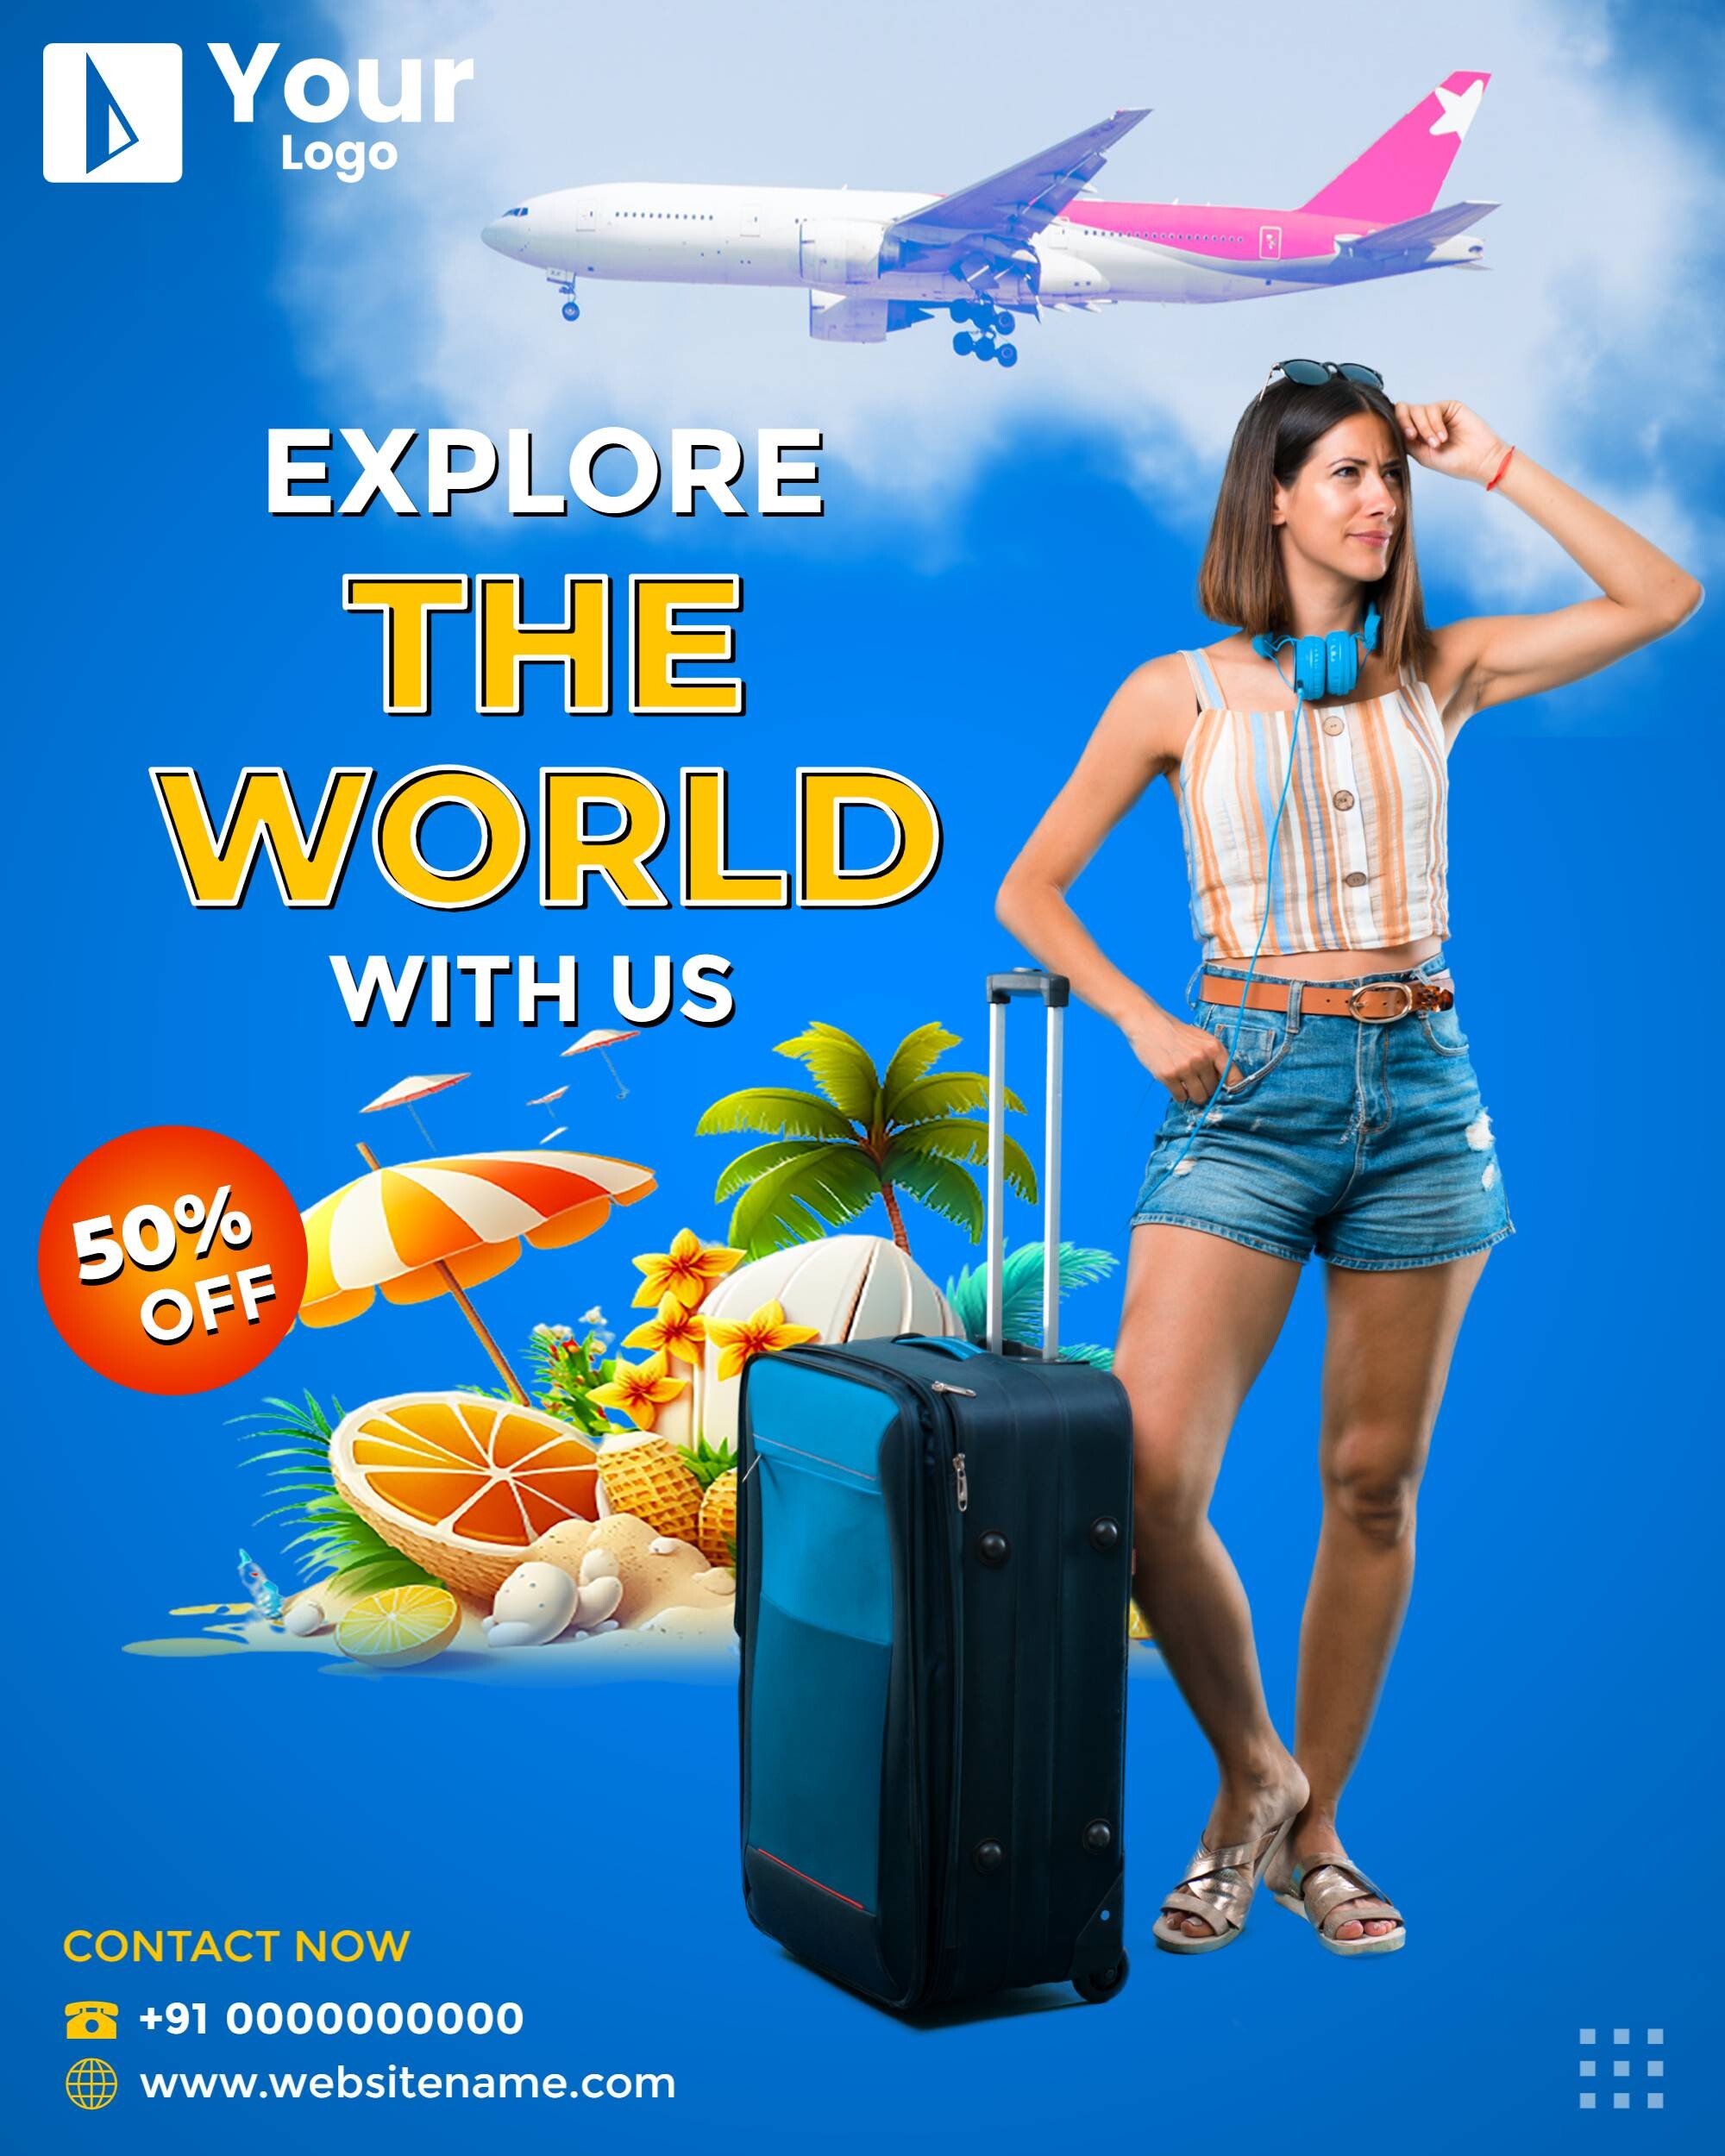 Your
Logo
EXPLORE
THE
WORLD
WITH US
50%
OFF
CONTACT NOW
+91 0000000000
www.websitename.com